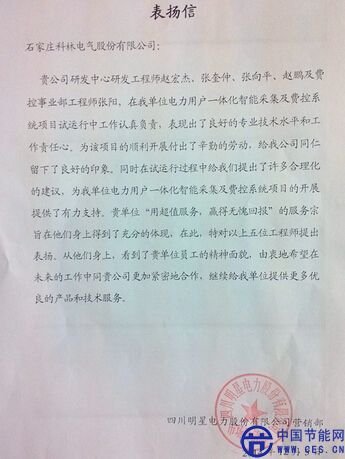 表扬信
石家庄科林电气股份有限公司：
贵公司研发中心研发工程师赵宏杰、张奎仲、张向平、赵鹏及费
控事业部工程师张阳，在我单位电力用户一体化智能采集及费控系
统项目试运行中工作认真负责，表现出了良好的专业技术水平和工
作责任心。为该项目的顺利开展付出了辛勤的劳动，给我公司同仁
留下了良好的印象。同时在试运行过程中给我们提出了许多合理化
的建议，为我单位电力用户一体化智能采集及费控系统项目的开展
提供了有力支持。贵单位“用超值服务，赢得无愧回报”的服务宗
旨在他们身上得到了充分的体现，在此，特对以上五位工程师提出
表扬。从他们身上，看到了贵单位员工的精神面貌，由衷地希望在
未来的工作中同贵公司更加紧密地合作，继续给我单位提供更多优
良的产品和技术服务。
四川明星电力股份有限公司营销部
中国节能网
WWW.CES.CN